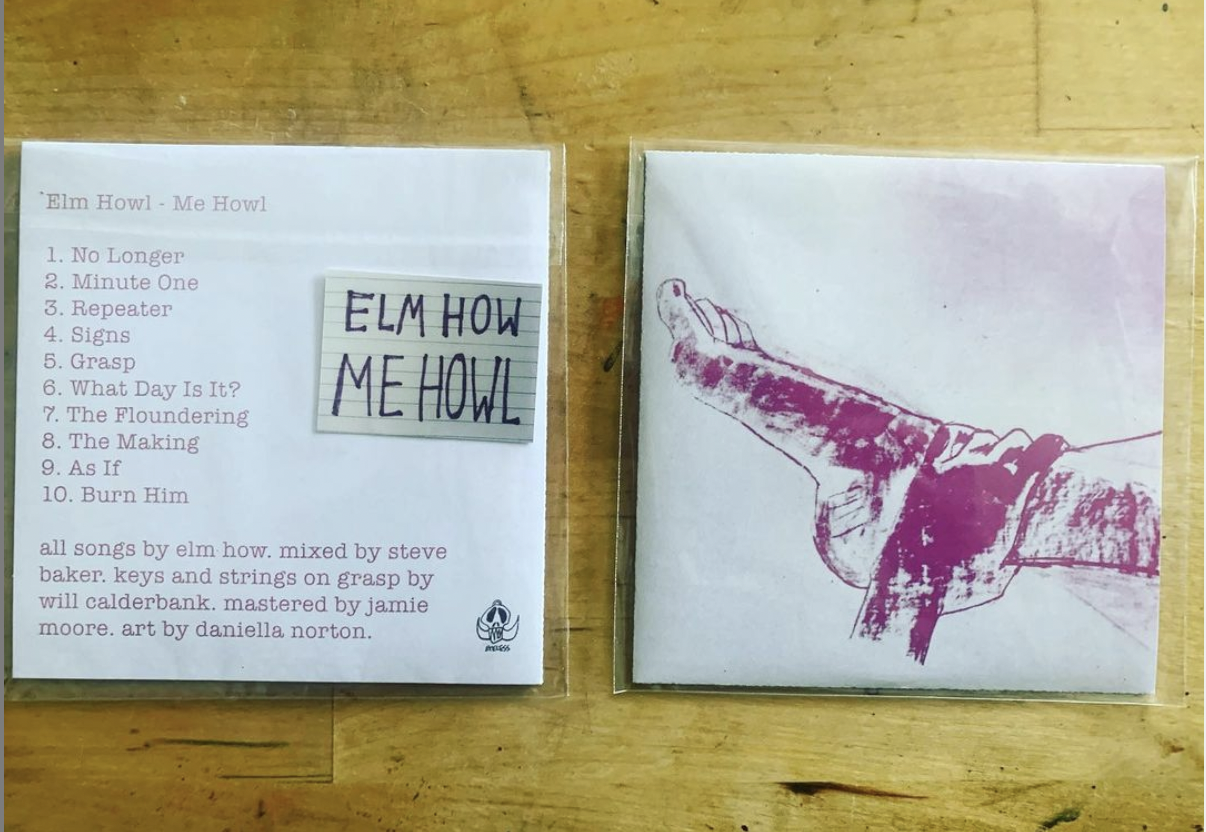 Elm Howl - Me Howl
1. No Longer
2. Minute One
3. Repeater
4. Signs
5. Grasp
6. What Day Is It?
7. The Floundering
8. The Making
9. As If
10. Burn Him
ELM HOW
ME HOWL
all songs by elm how. mixed by steve
baker. keys and strings on grasp by
will calderbank. mastered by jamie
moore. art by daniella norton.